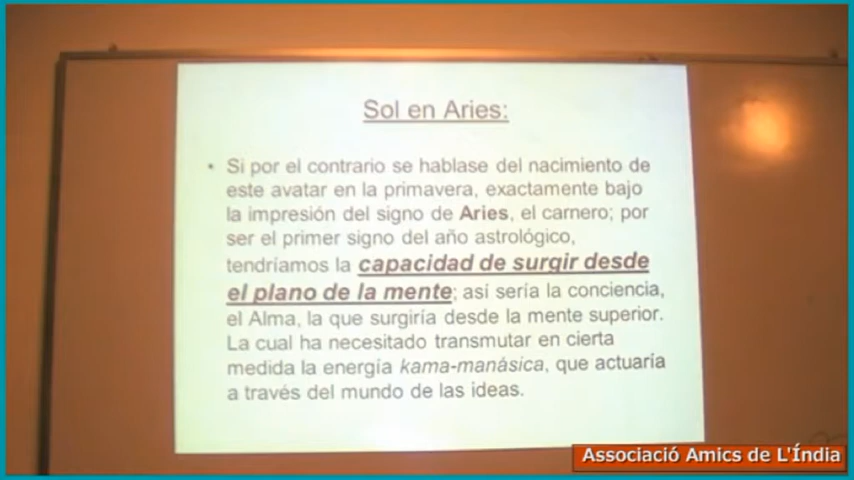 Sol en Aries:
• Si por el contrario se hablase del nacimiento de
este avatar en la primavera, exactamente bajo
la impresión del signo de Aries, el carnero; por
ser el primer signo del año astrológico,
tendríamos la capacidad de surgir desde
el plano de la mente; así sería la conciencia,
el Alma, la que surgiría desde la mente superior.
La cual ha necesitado transmutar en cierta
medida la energía kama-manásica, que actuaría
a través del mundo de las ideas.
Associació Amics de L'Índia